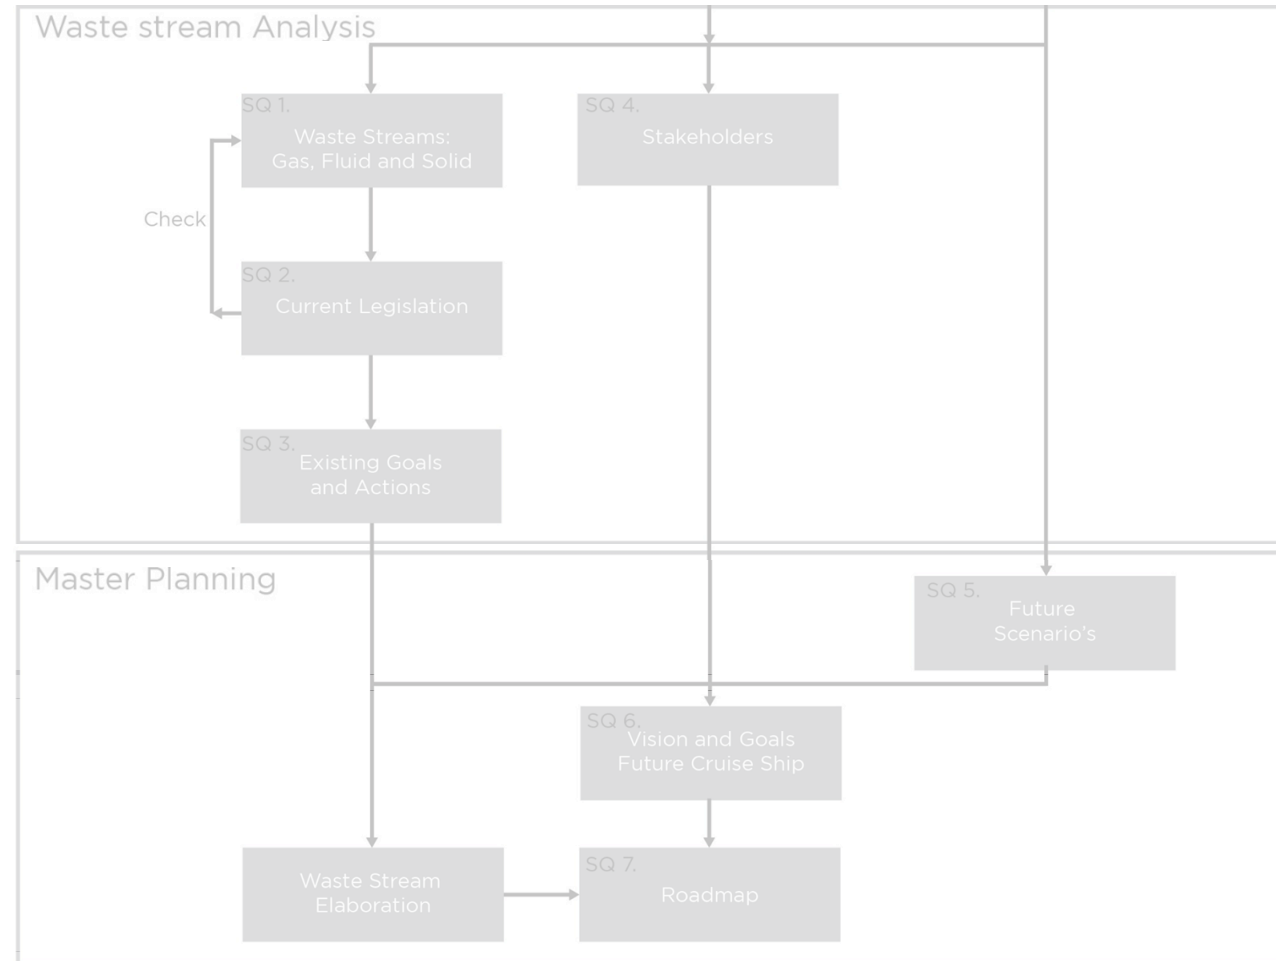 Waste stream Analysis
SQ 1.
Waste Streams:
Gas, Fluid and Solid
SQ 4.
Stakeholders
Check
SQ 2.
Current Legislation
SQ 3.
Existing Goals
and Actions
Master Planning
SQ 5.
Future
Scenario's
SQ 6.
Vision and Goals
Future Cruise Ship
Waste Stream
Elaboration
SQ 7.
Roadmap